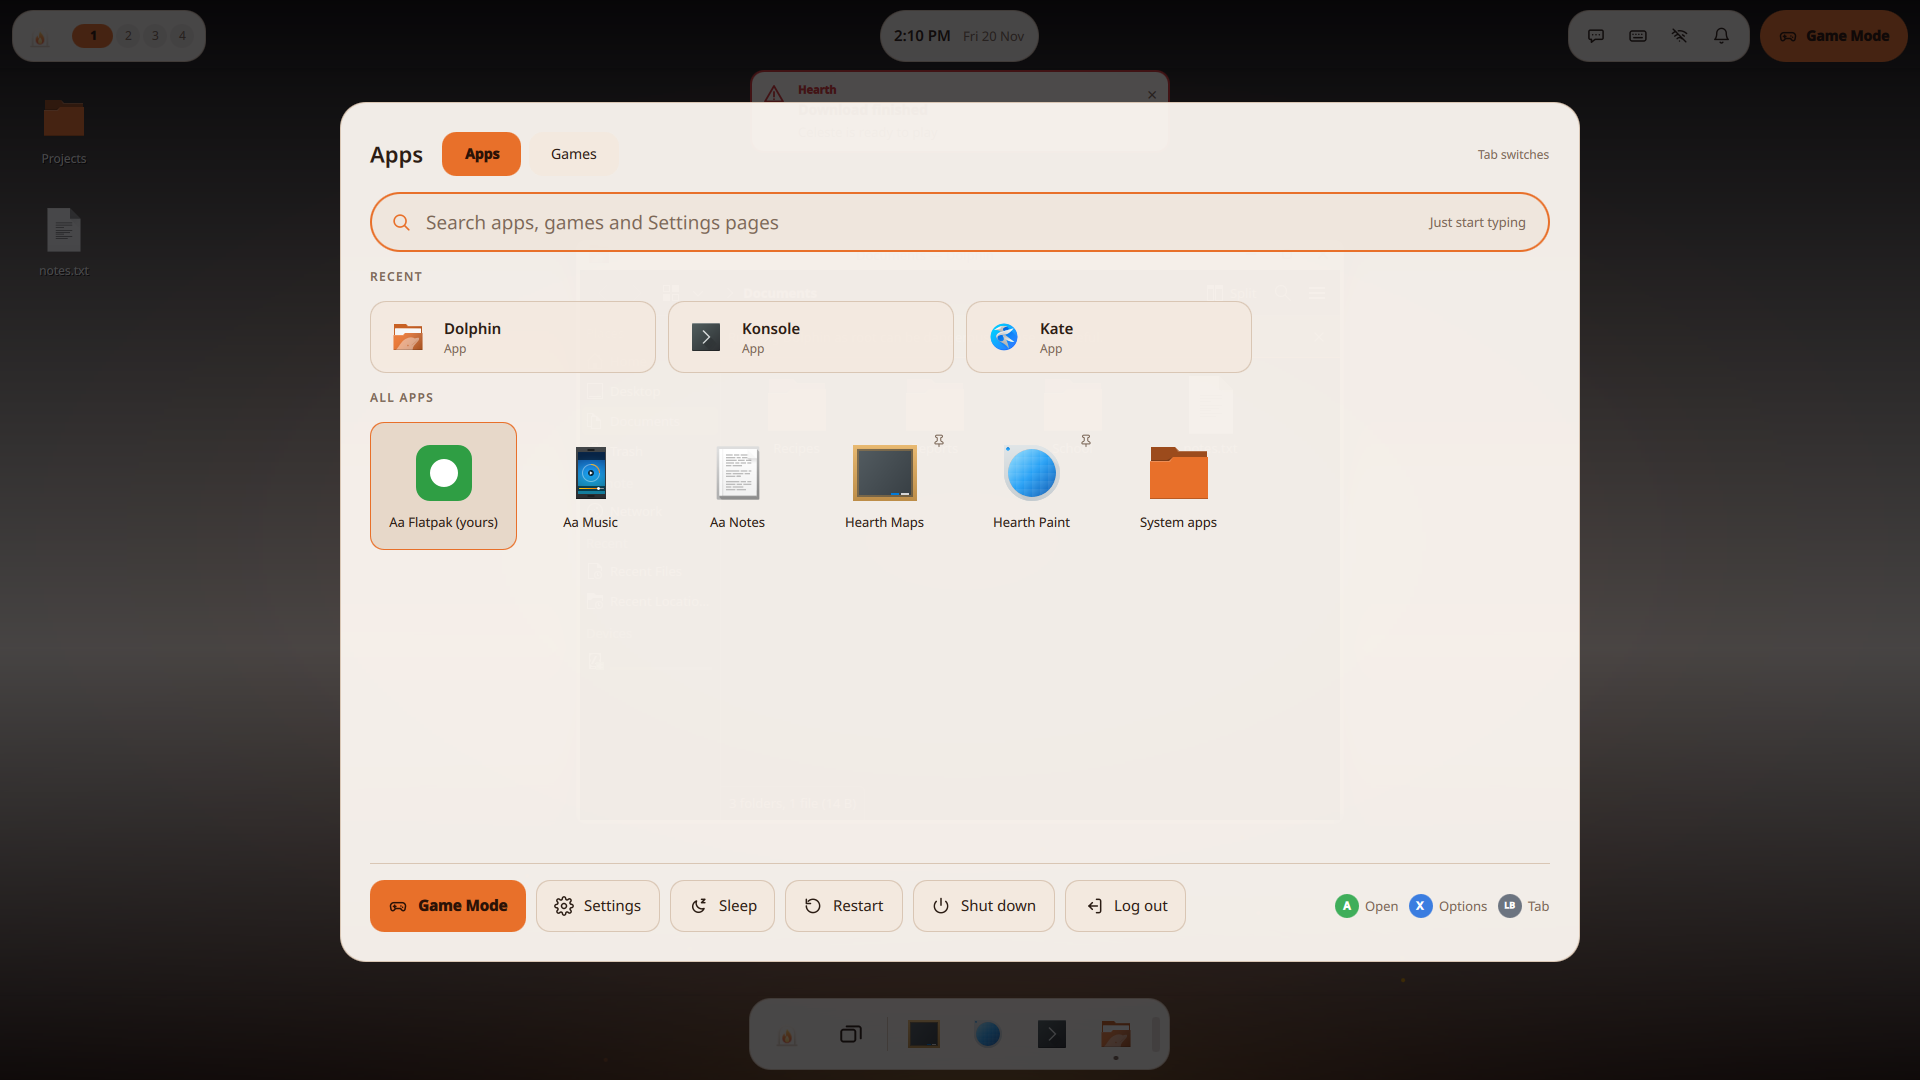 1 2 3 4
2:10 PM Fri 20 Nov
Game Mode
Hearth
Projects
notes.txt
Apps
Apps
Games
Tab switches
Search apps, games and Settings pages
Just start typing
RECENT
Dolphin
App
Konsole
App
Kate
App
ALL APPS
Aa Flatpak (yours)
Aa Music
Aa Notes
Hearth Maps
Hearth Paint
System apps
Game Mode
Settings
Sleep
Restart
Shut down
Log out
A Open
X Options
LB Tab